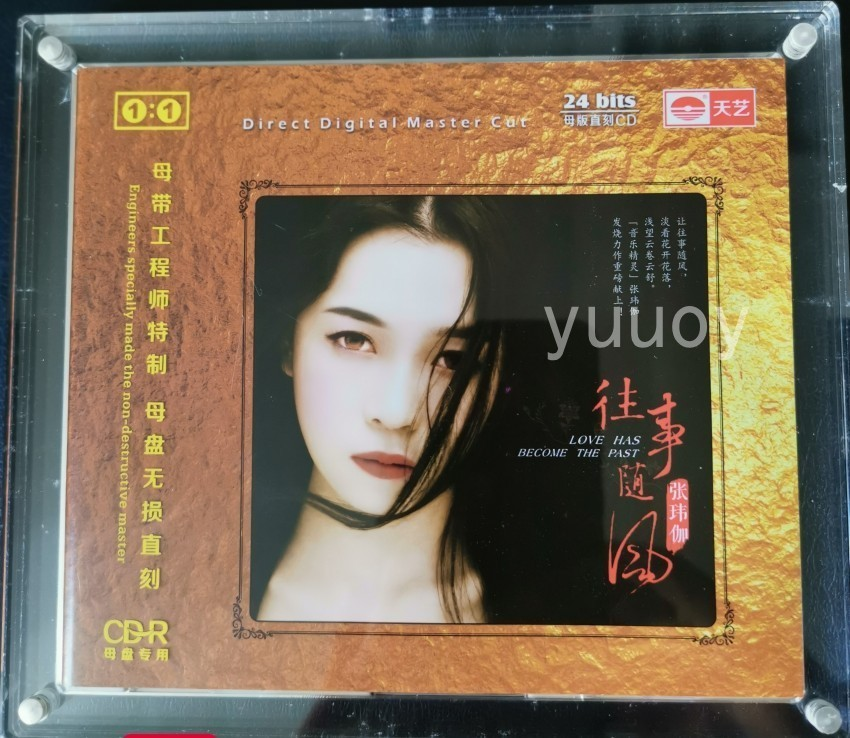 1:1
Direct Digital Master Cut
24 bits
母版直刻CD
天艺
母带工程师特制 母盘无损直刻
Engineers specially made the non-destructive master
让往事随风，
淡看花开花落，
浅望云卷云舒。
「音乐精灵」张玮伽
发烧力作重磅献上！
yuuoy
往事随风
LOVE HAS
BECOME THE PAST
张玮伽
CD-R
母盘专用